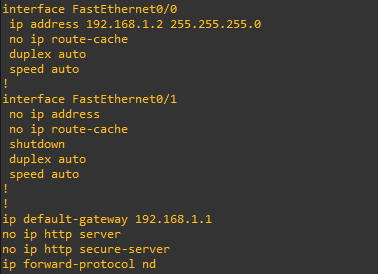 interface FastEthernet0/0
ip address 192.168.1.2 255.255.255.0
no ip route-cache
duplex auto
speed auto
!
interface FastEthernet0/1
no ip address
no ip route-cache
shutdown
duplex auto
speed auto
!
!
ip default-gateway 192.168.1.1
no ip http server
no ip http secure-server
ip forward-protocol nd